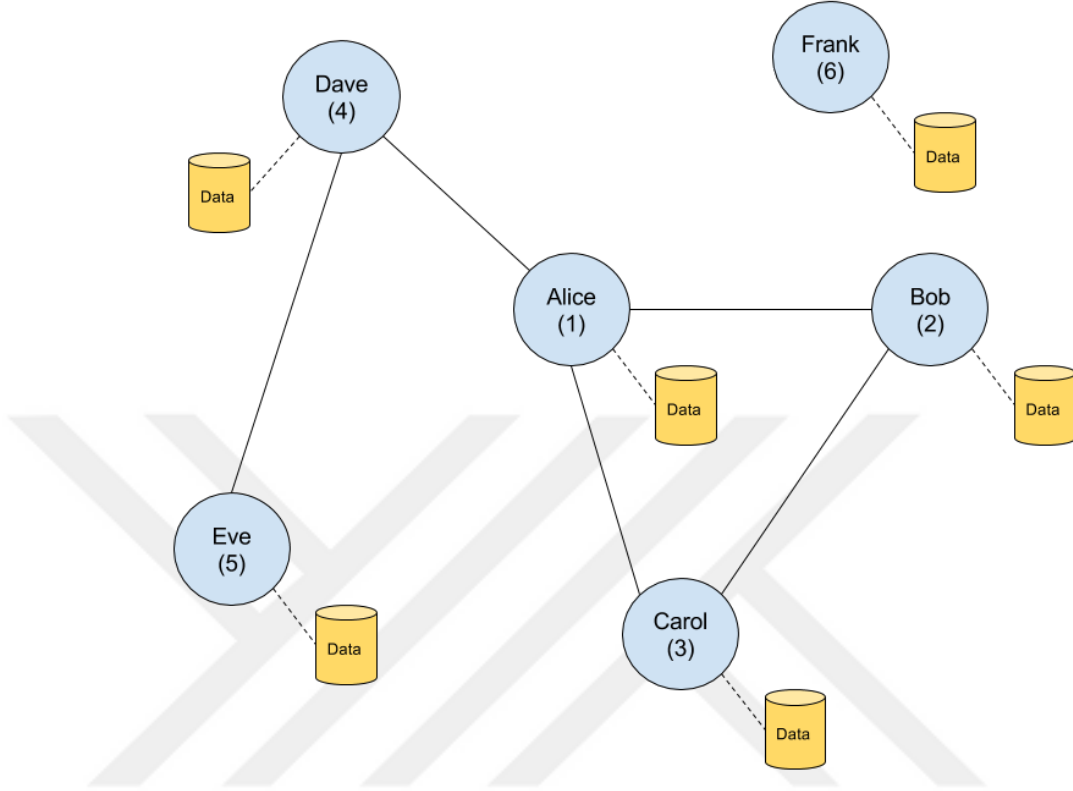 Frank
(6)
Data
Dave
(4)
Data
Alice
(1)
Data
Bob
(2)
Data
Eve
(5)
Data
Carol
(3)
Data